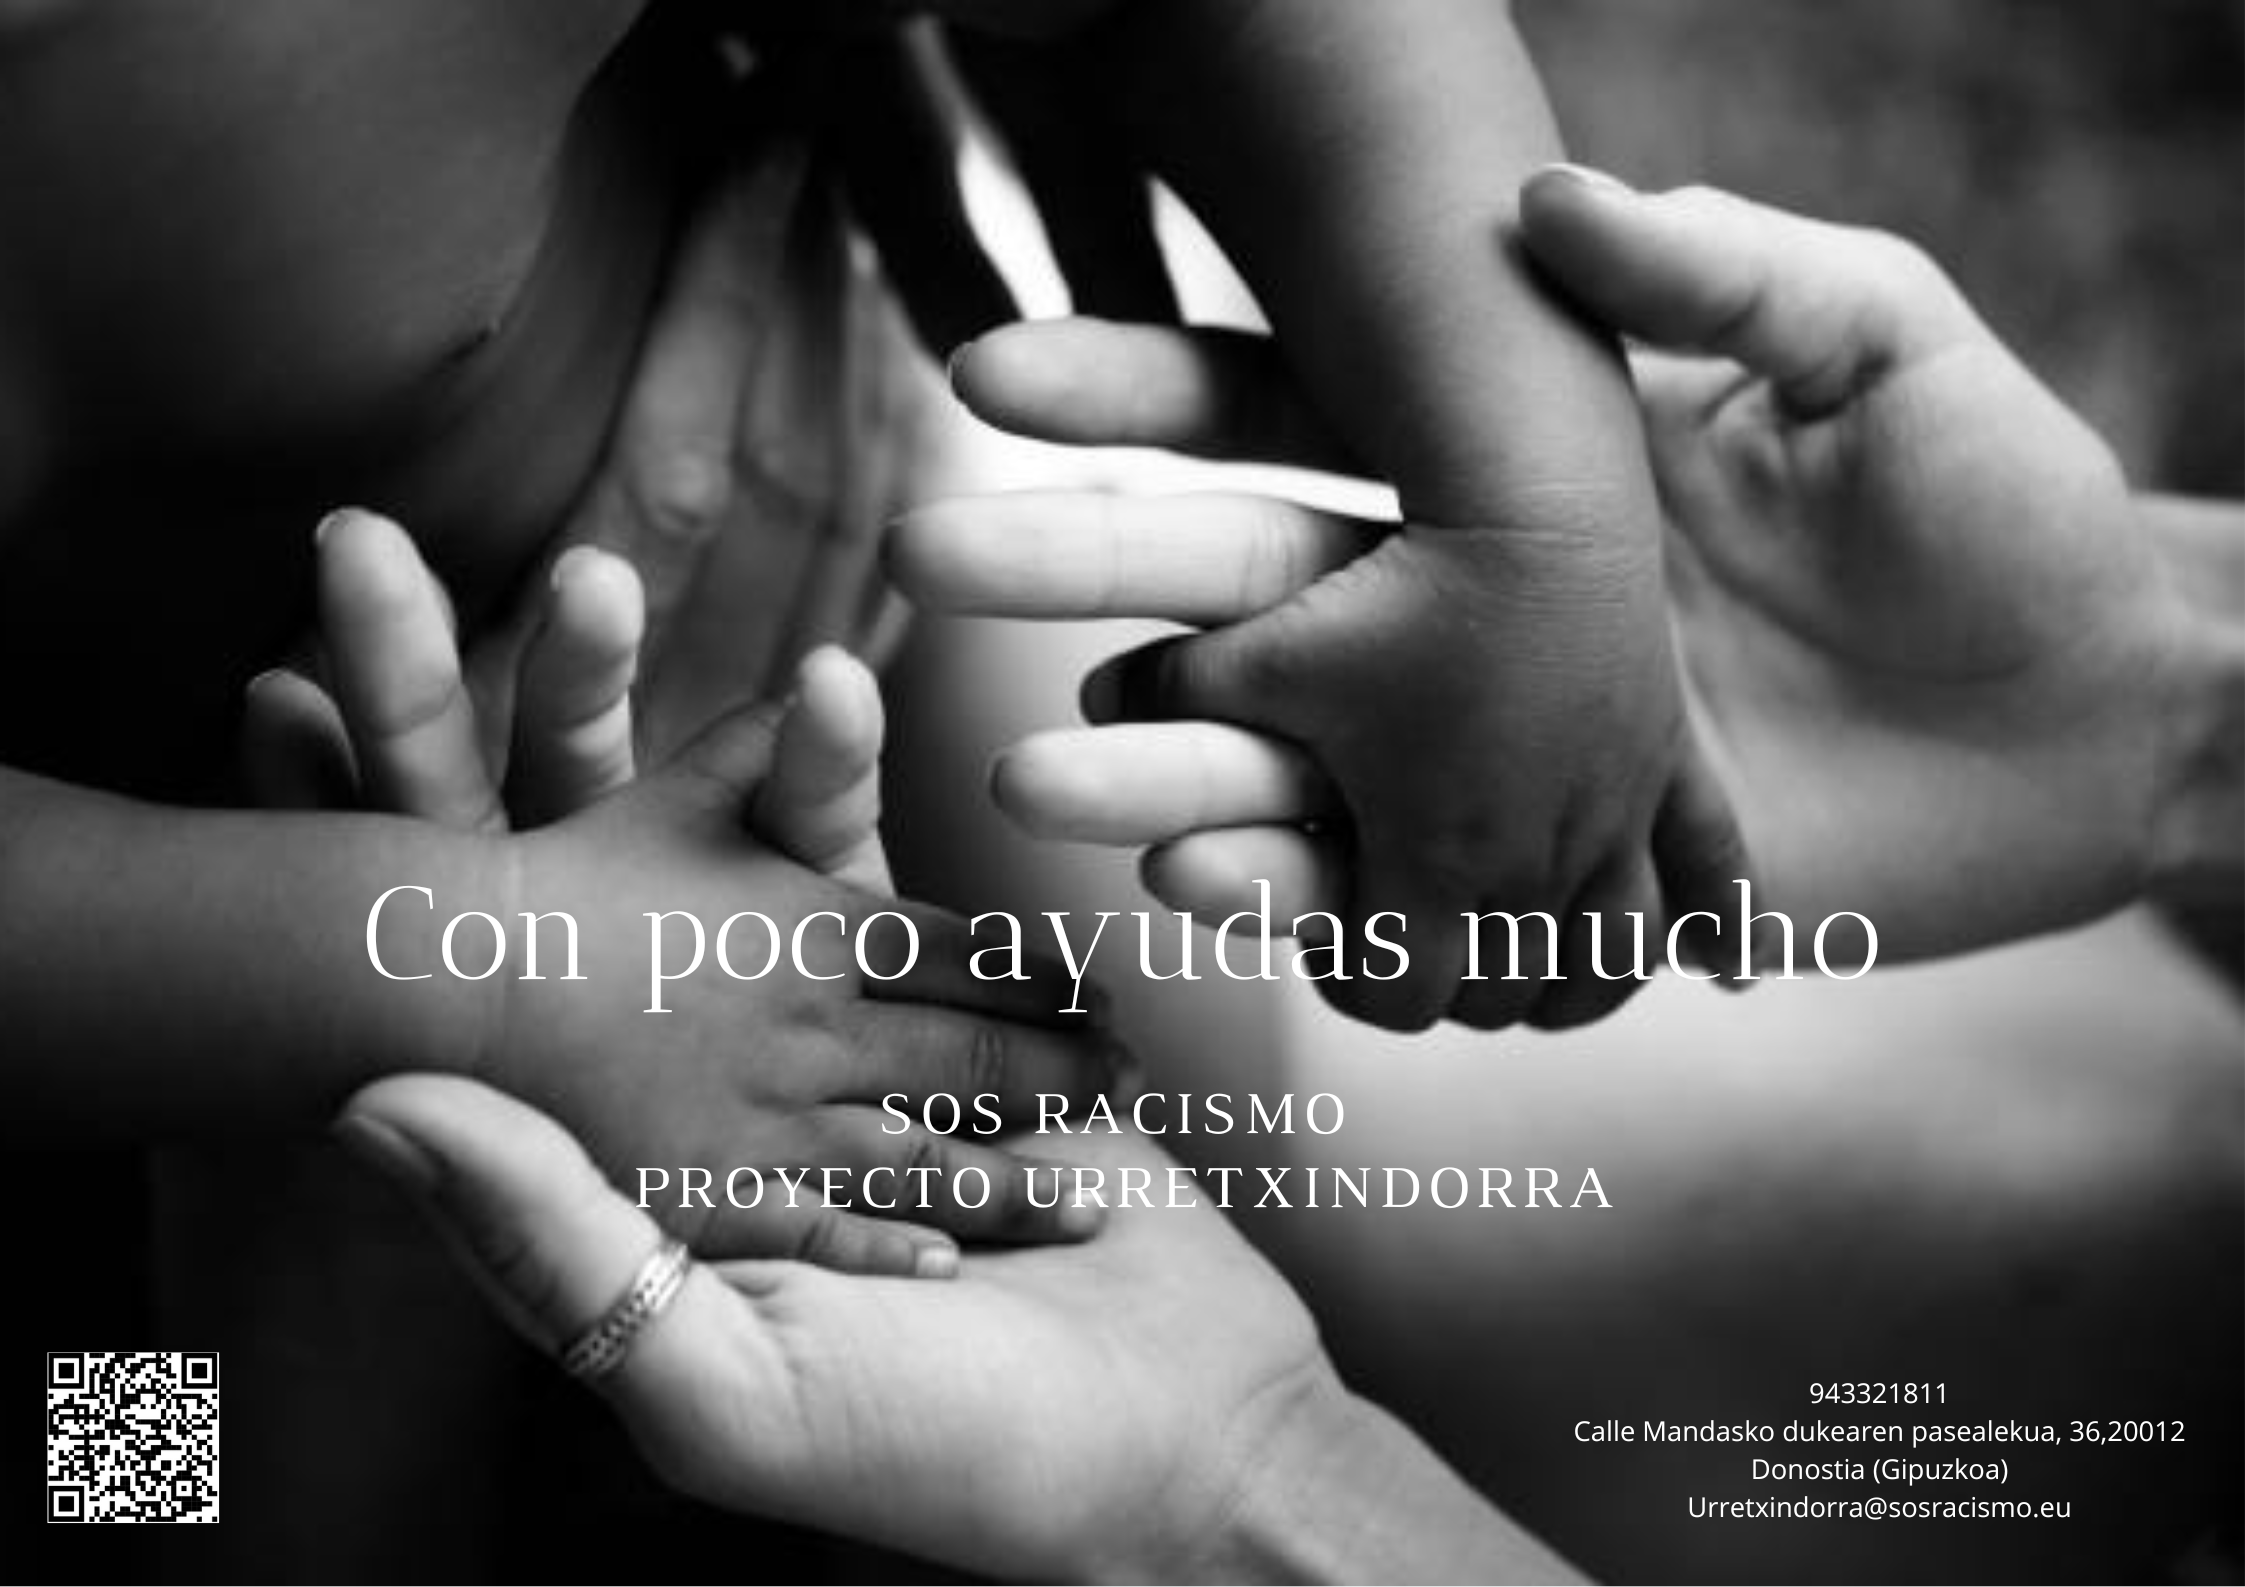 Con poco ayudas mucho
SOS RACISMO
PROYECTO URRETXINDORRA
943321811
Calle Mandasko dukearen pasealekua, 36,20012
Donostia (Gipuzkoa)
Urretxindorra@sosracismo.eu